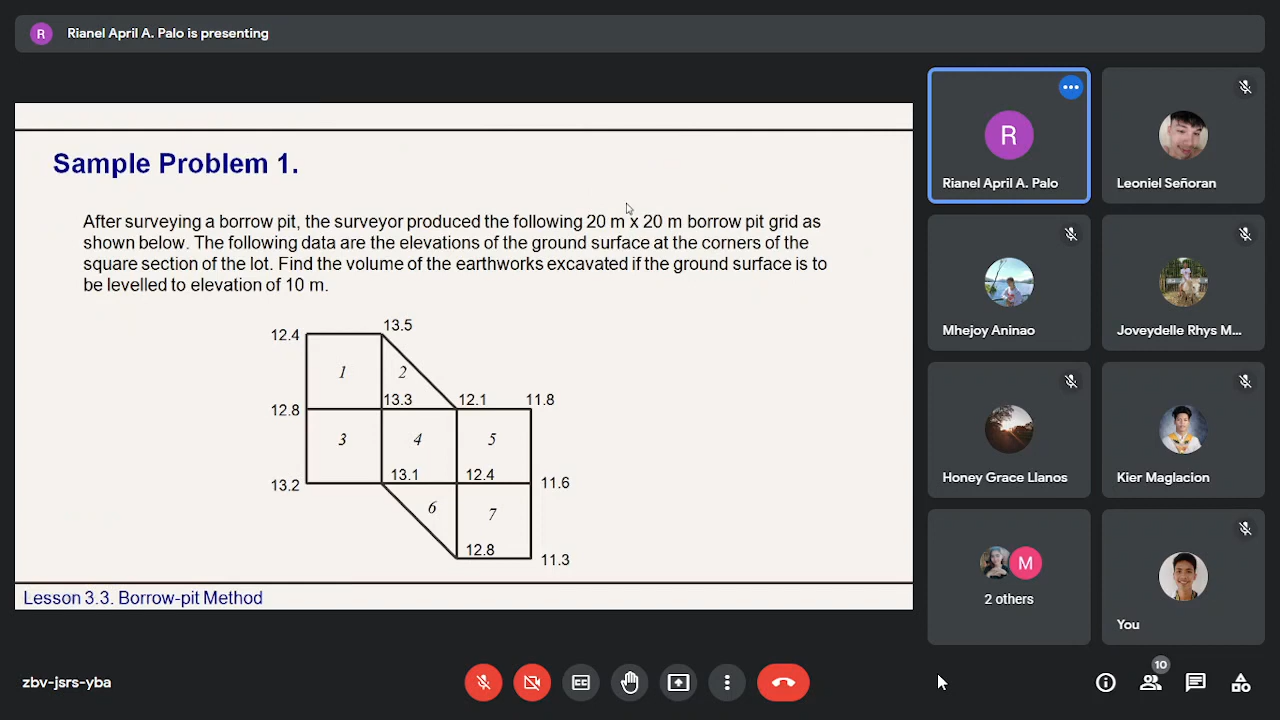 R
Rianel April A. Palo is presenting
Sample Problem 1.
After surveying a borrow pit, the surveyor produced the following 20 m x 20 m borrow pit grid as
shown below. The following data are the elevations of the ground surface at the corners of the
square section of the lot. Find the volume of the earthworks excavated if the ground surface is to
be levelled to elevation of 10 m.
12.4
13.5
1
2
12.8
13.3
12.1
11.8
3
4
5
13.2
13.1
12.4
11.6
6
7
12.8
11.3
Lesson 3.3. Borrow-pit Method
R
Rianel April A. Palo
Leoniel Señoran
Mhejoy Aninao
Joveydelle Rhys M...
Honey Grace Llanos
Kier Maglacion
M
2 others
You
zbv-jsrs-yba
CC
10